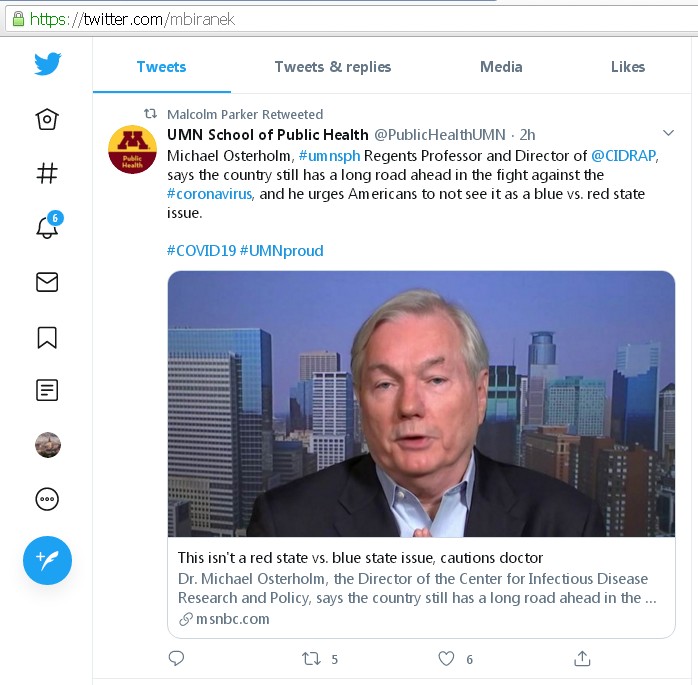 https://twitter.com/mbiranek
Tweets Tweets & replies Media Likes
Malcolm Parker Retweeted
UMN School of Public Health @PublicHealthUMN · 2h
Michael Osterholm, #umnsph Regents Professor and Director of @CIDRAP,
says the country still has a long road ahead in the fight against the
#coronavirus, and he urges Americans to not see it as a blue vs. red state
issue.
#COVID19 #UMNproud
M
Public
Health
6
This isn't a red state vs. blue state issue, cautions doctor
Dr. Michael Osterholm, the Director of the Center for Infectious Disease
Research and Policy, says the country still has a long road ahead in the ...
msnbc.com
5 6